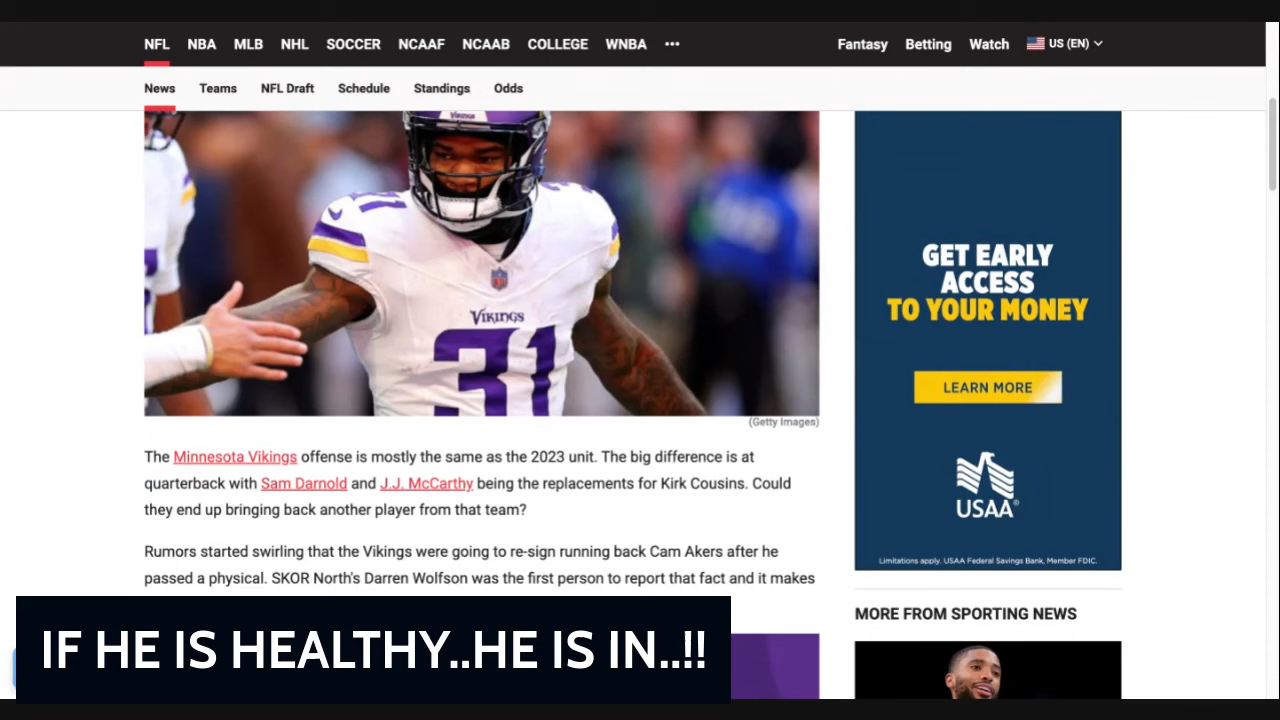 NFL NBA MLB NHL SOCCER NCAAF NCAAB COLLEGE WNBA ••• Fantasy Betting Watch US (EN)
News Teams NFL Draft Schedule Standings Odds
Vikings
31
VIKINGS
31
(Getty Images)
The Minnesota Vikings offense is mostly the same as the 2023 unit. The big difference is at
quarterback with Sam Darnold and J.J. McCarthy being the replacements for Kirk Cousins. Could
they end up bringing back another player from that team?
Rumors started swirling that the Vikings were going to re-sign running back Cam Akers after he
passed a physical. SKOR North's Darren Wolfson was the first person to report that fact and it makes
IF HE IS HEALTHY..HE IS IN..!!
GET EARLY
ACCESS
TO YOUR MONEY
LEARN MORE
USAA®
Limitations apply. USAA Federal Savings Bank, Member FDIC.
MORE FROM SPORTING NEWS